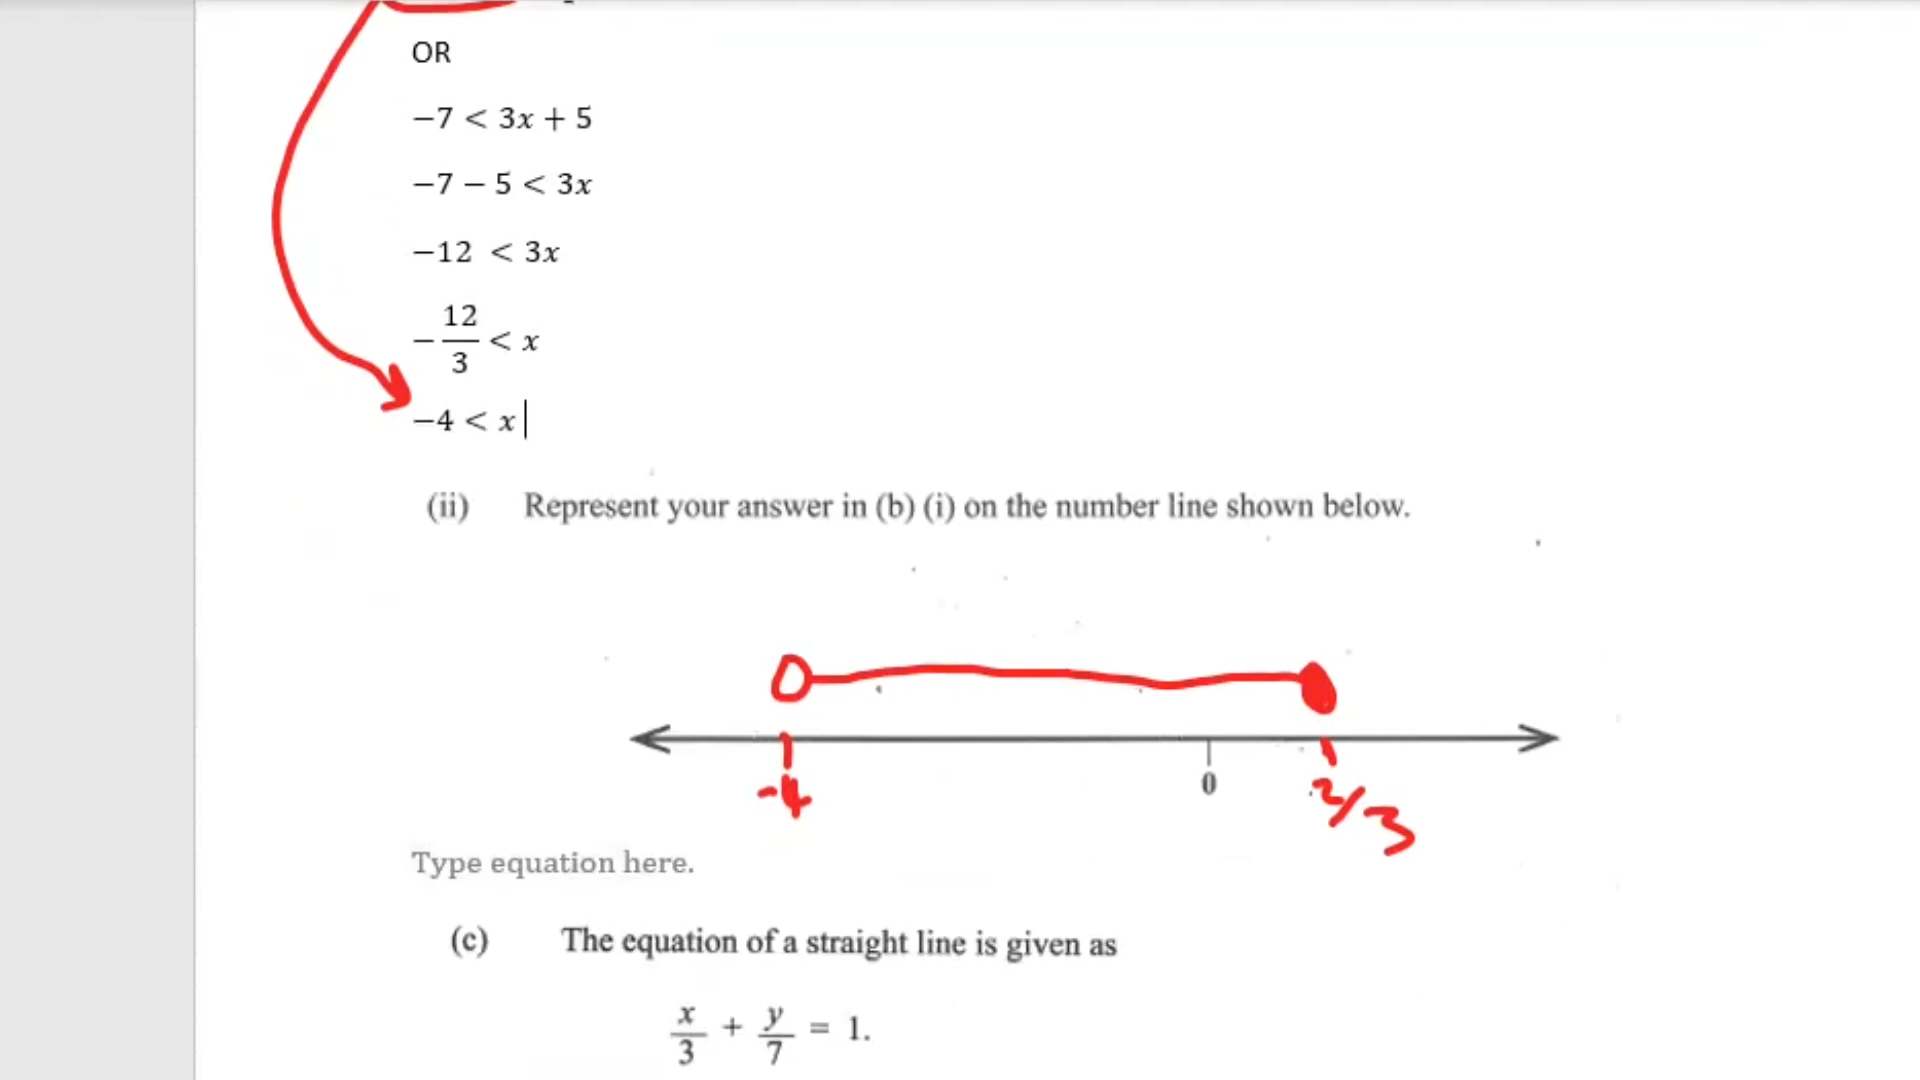 OR
−7 < 3x + 5
−7 − 5 < 3x
−12 < 3x
−12/3 < x
−4 < x
(ii) Represent your answer in (b) (i) on the number line shown below.
-4 0 2/3
Type equation here.
(c) The equation of a straight line is given as
x/3 + y/7 = 1.